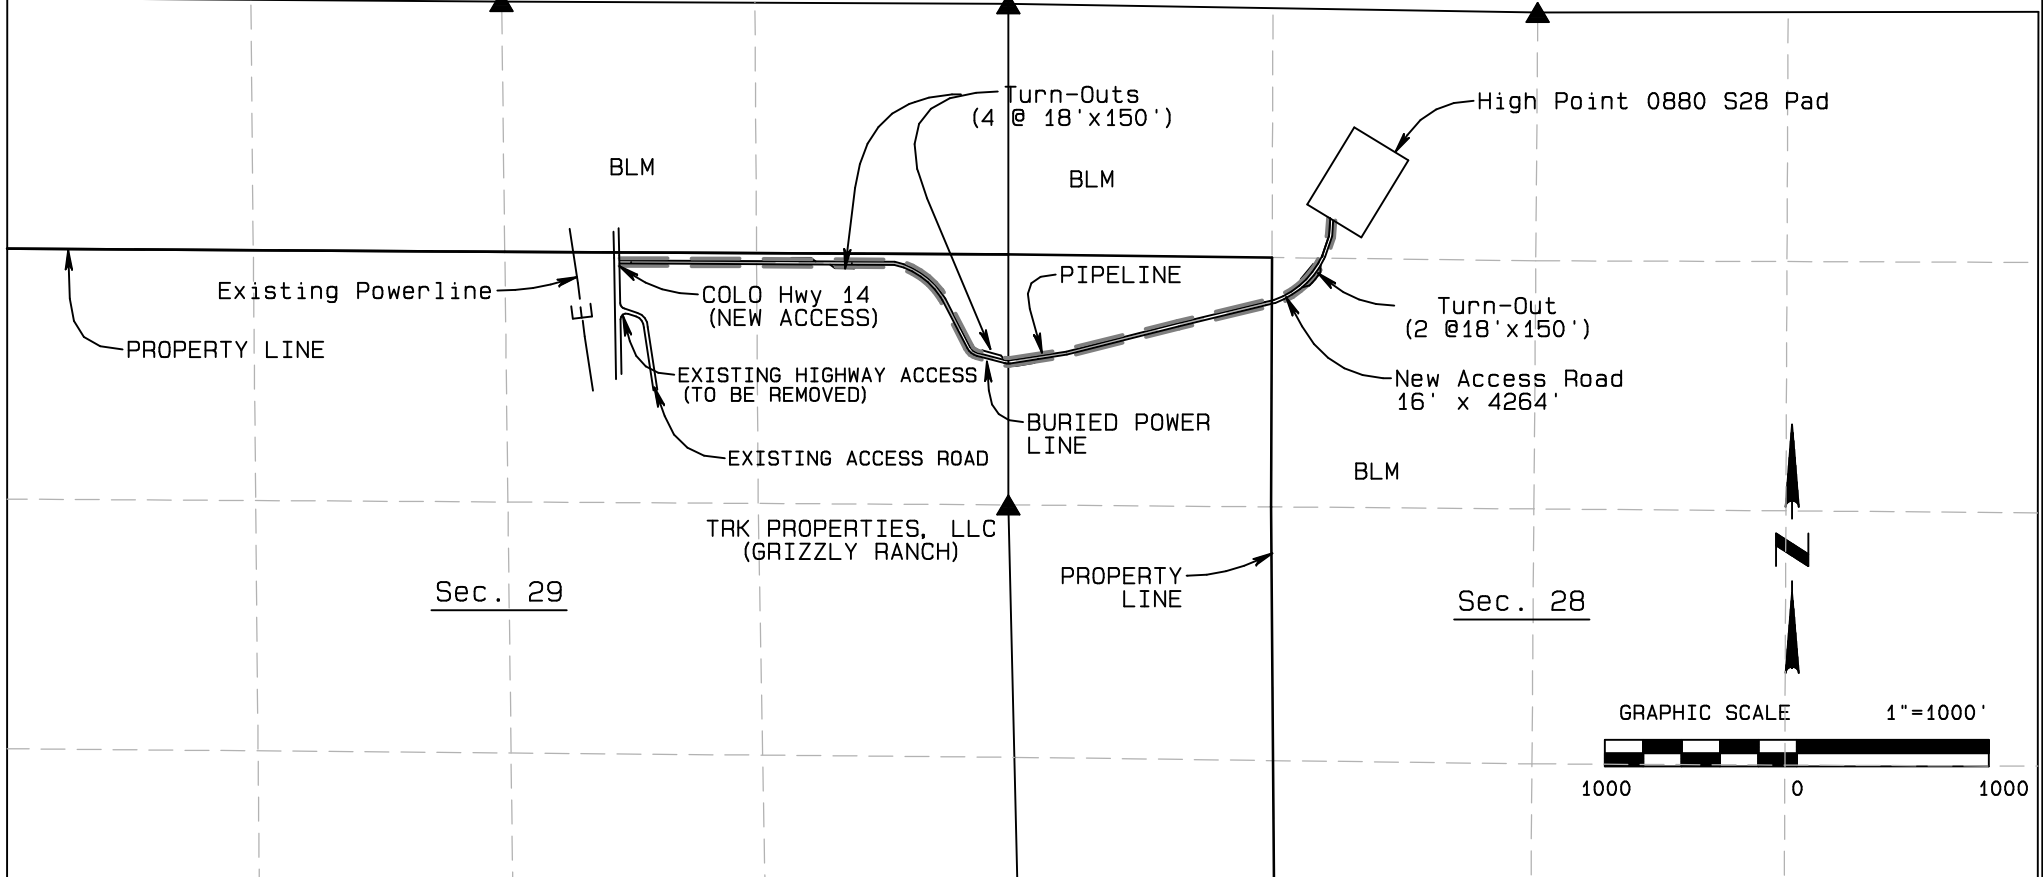 Turn-Outs
(4 @ 18'x150')
High Point 0880 S28 Pad
BLM
BLM
Existing Powerline
E
COLO Hwy 14
(NEW ACCESS)
PIPELINE
Turn-Out
(2 @18'x150')
PROPERTY LINE
EXISTING HIGHWAY ACCESS
(TO BE REMOVED)
New Access Road
16' x 4264'
BURIED POWER
LINE
EXISTING ACCESS ROAD
BLM
TRK PROPERTIES, LLC
(GRIZZLY RANCH)
N
PROPERTY
LINE
Sec. 29
Sec. 28
GRAPHIC SCALE 1"=1000'
1000 0 1000